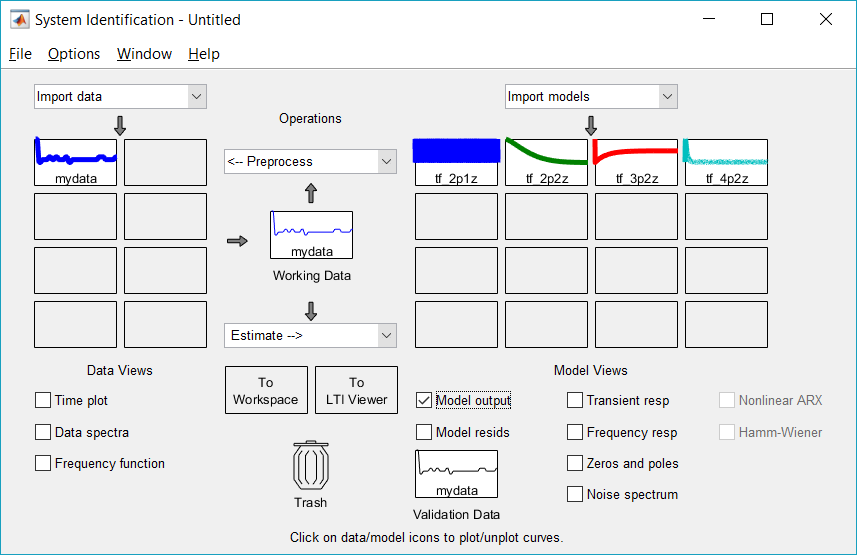 System Identification - Untitled
File Options Window Help
Import data
Import models
Operations
<-- Preprocess
mydata
tf_2p1z
tf_2p2z
tf_3p2z
tf_4p2z
mydata
Working Data
Estimate -->
Data Views
Model Views
To
Workspace
To
LTI Viewer
Time plot
Data spectra
Frequency function
Model output
Model resids
Transient resp
Frequency resp
Zeros and poles
Noise spectrum
Nonlinear ARX
Hamm-Wiener
Trash
mydata
Validation Data
Click on data/model icons to plot/unplot curves.